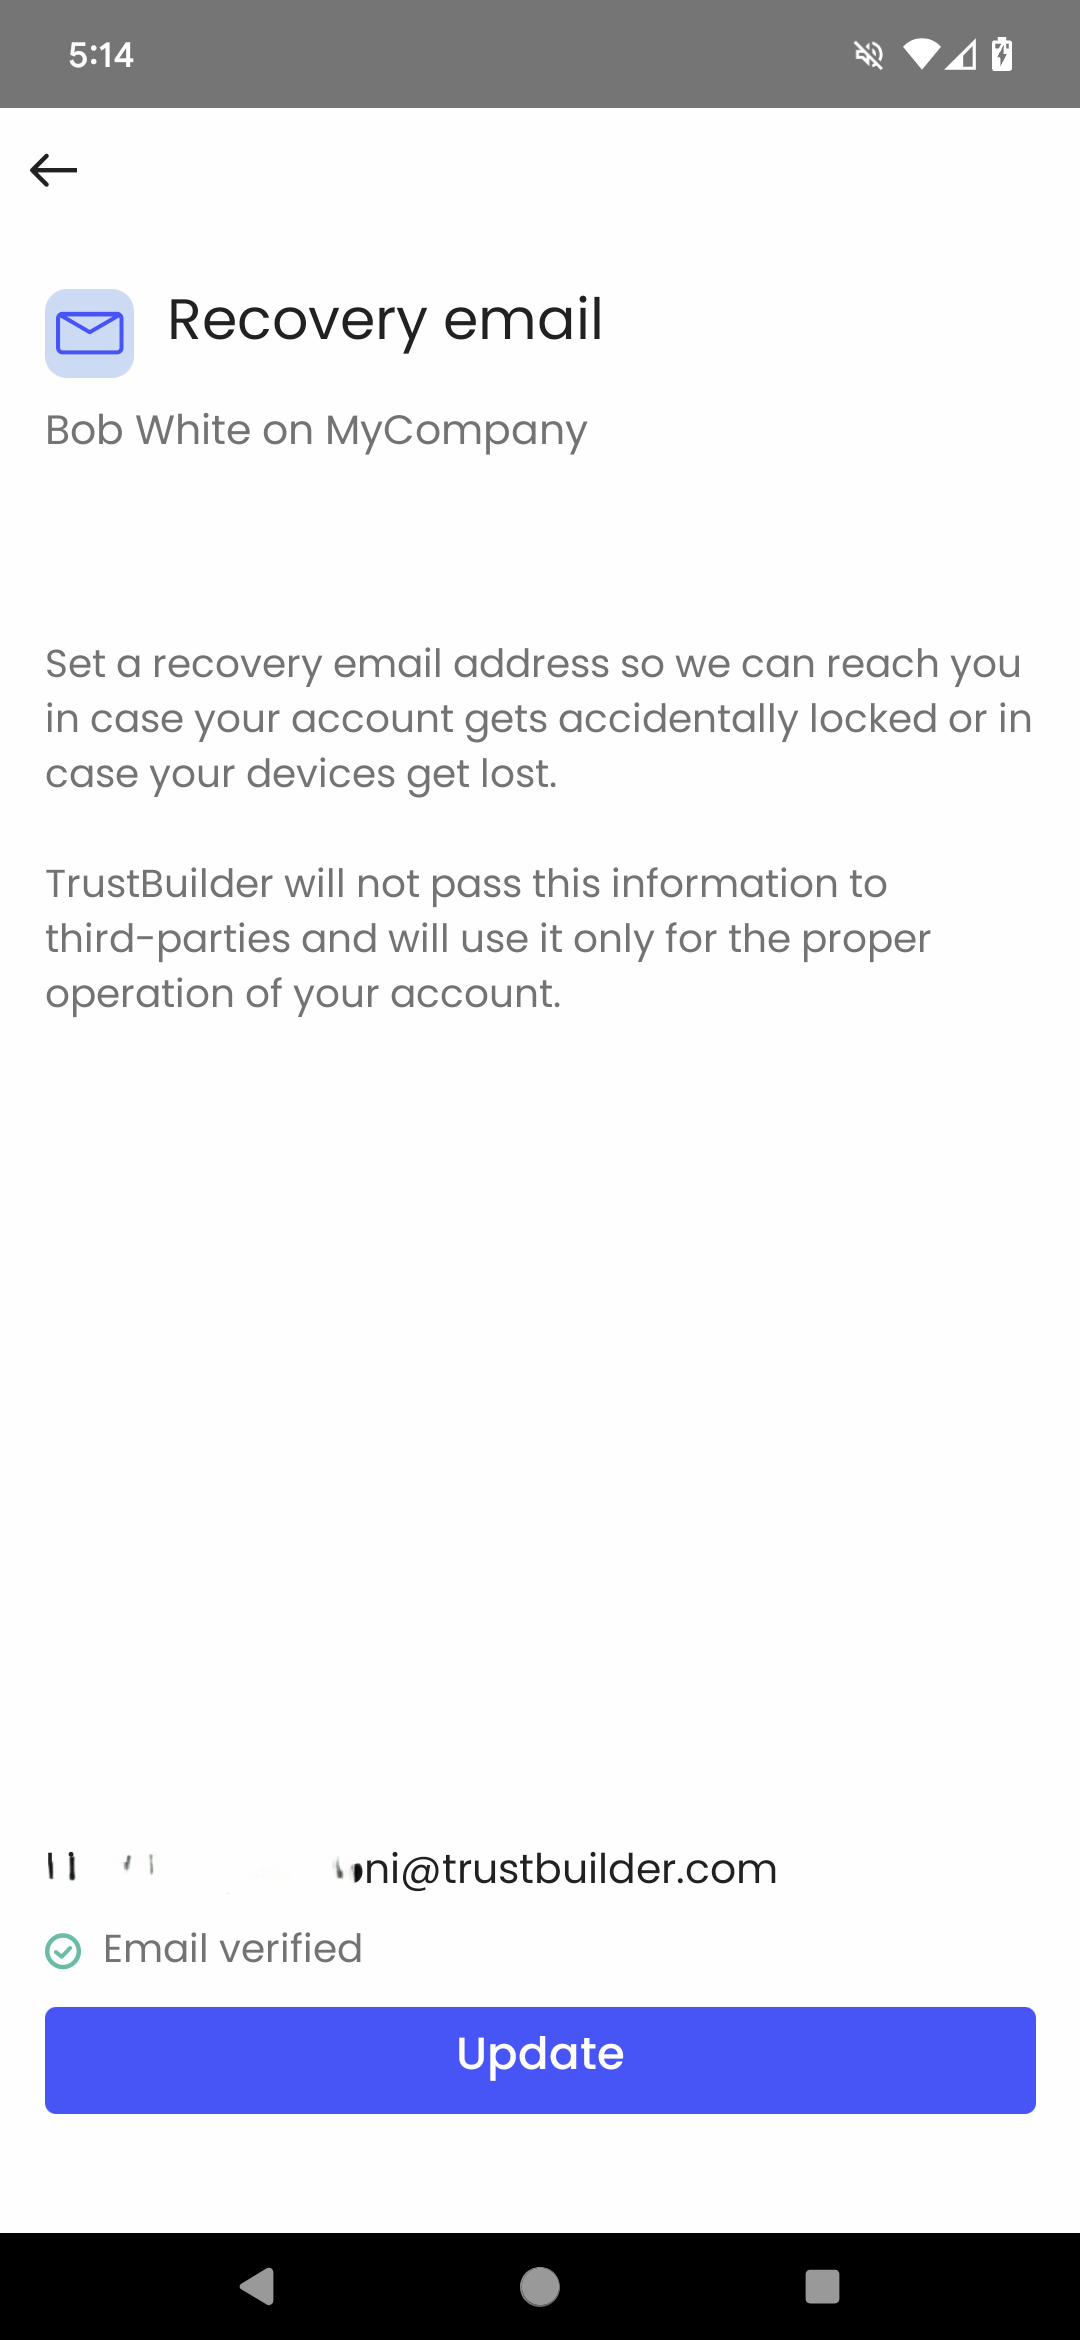 5:14
Recovery email
Bob White on MyCompany
Set a recovery email address so we can reach you
in case your account gets accidentally locked or in
case your devices get lost.
TrustBuilder will not pass this information to
third-parties and will use it only for the proper
operation of your account.
ni@trustbuilder.com
Email verified
Update